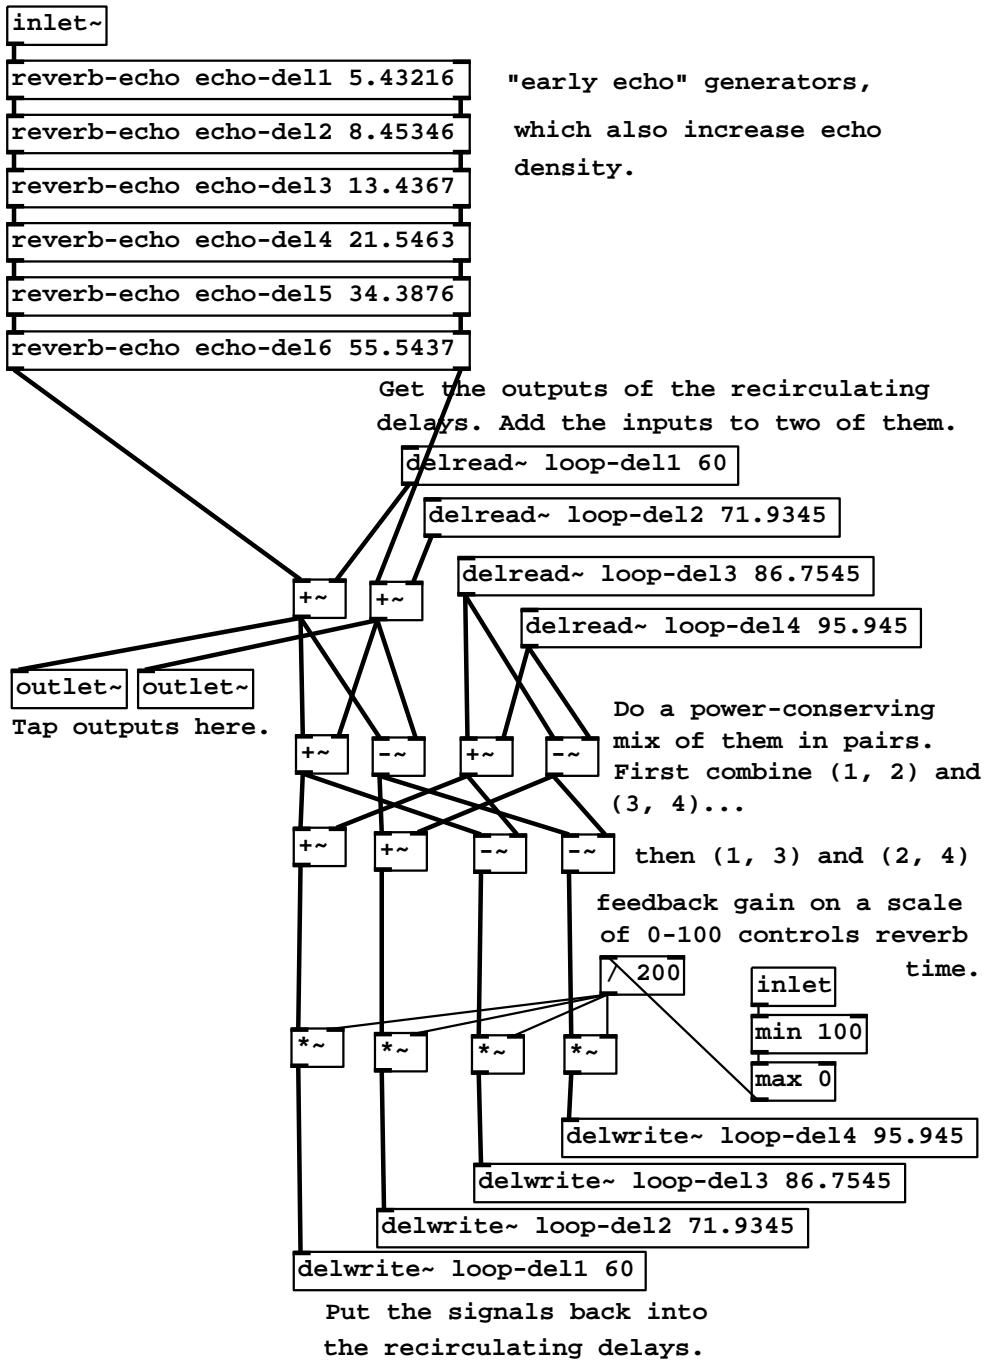 inlet~
reverb-echo echo-del1 5.43216
"early echo" generators,
reverb-echo echo-del2 8.45346
which also increase echo
density.
reverb-echo echo-del3 13.4367
reverb-echo echo-del4 21.5463
reverb-echo echo-del5 34.3876
reverb-echo echo-del6 55.5437
Get the outputs of the recirculating
delays. Add the inputs to two of them.
delread~ loop-del1 60
delread~ loop-del2 71.9345
delread~ loop-del3 86.7545
+~
+~
delread~ loop-del4 95.945
outlet~
outlet~
Tap outputs here.
Do a power-conserving
mix of them in pairs.
First combine (1, 2) and
(3, 4)...
+~
-~
+~
-~
+~
+~
-~
-~
then (1, 3) and (2, 4)
feedback gain on a scale
of 0-100 controls reverb
time.
/ 200
inlet
min 100
max 0
*~
*~
*~
*~
delwrite~ loop-del4 95.945
delwrite~ loop-del3 86.7545
delwrite~ loop-del2 71.9345
delwrite~ loop-del1 60
Put the signals back into
the recirculating delays.